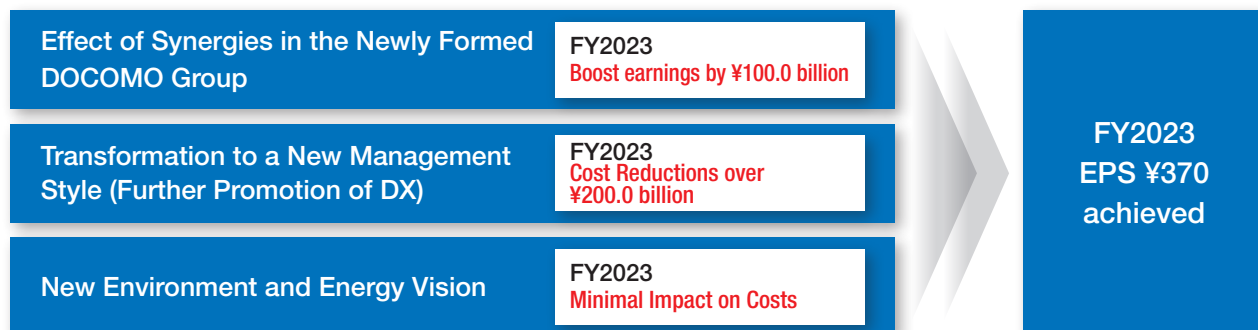 Effect of Synergies in the Newly Formed
DOCOMO Group
FY2023
Boost earnings by ¥100.0 billion
Transformation to a New Management
Style (Further Promotion of DX)
FY2023
Cost Reductions over
¥200.0 billion
New Environment and Energy Vision
FY2023
Minimal Impact on Costs
FY2023
EPS ¥370
achieved